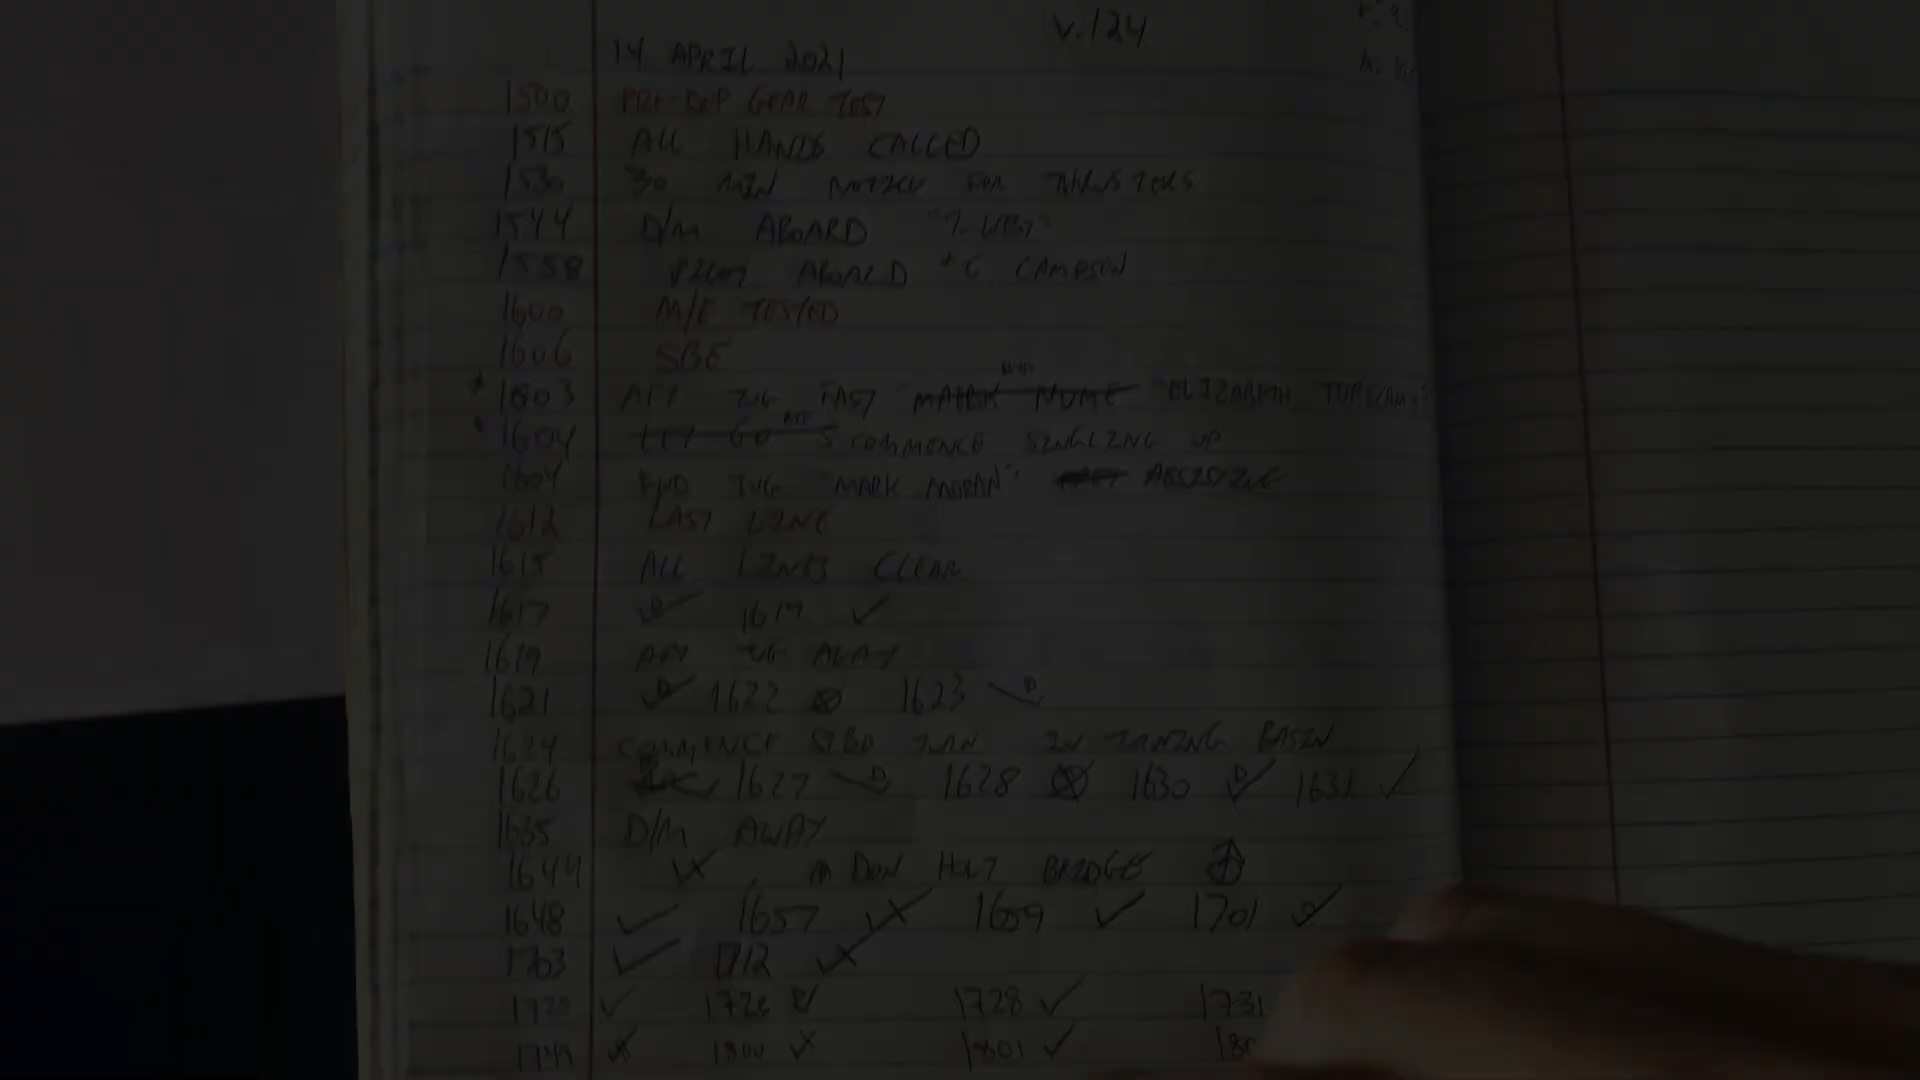 V.124
14 APRIL 2021
1500 PRE-DEP GEAR TEST
1515 ALL HANDS CALLED
1530 30 MIN NOTICE FOR THRUSTERS
1544 D/M ABOARD
1558 PILOT ABOARD
1600 M/E TESTED
1606 SBE
1603 AFT TUG FAST ELIZABETH TURECAMO
1604 COMMENCE SINGLING UP
1604 FWD TUG "MARK MORAN" ASSISTING
1612 LAST LINE
1615 ALL LINES CLEAR
1617 1619
1619 AFT TUG AWAY
1621 1622 1623
1624 COMMENCE STBD TURN IN TURNING BASIN
1626 1627 1628 1630 1631
1635 D/M AWAY
1644 DON HOLT BRIDGE
1648 1657 1659 1701
1703 1712
1726 1728 1731
1800 1801